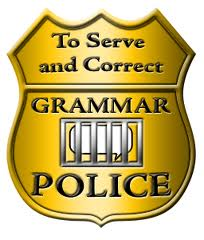 To Serve
and Correct
GRAMMAR
POLICE